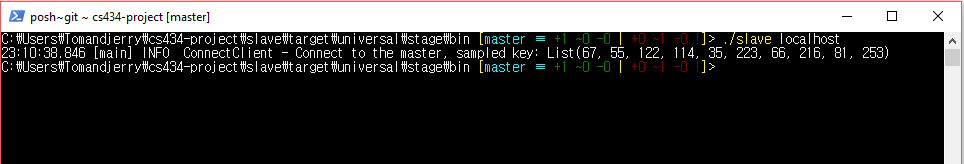 posh~git ~ cs434-project [master]
C:₩Users₩Tomandjerry₩cs434-project₩slave₩target₩universal₩stage₩bin [master ≡ +1 ~0 -0 | +0 ~1 -0 !]> ./slave localhost
23:10:38.846 [main] INFO  ConnectClient - Connect to the master, sampled key: List(67, 55, 122, 114, 35, 223, 66, 216, 81, 253)
C:₩Users₩Tomandjerry₩cs434-project₩slave₩target₩universal₩stage₩bin [master ≡ +1 ~0 -0 | +0 ~1 -0 !]>